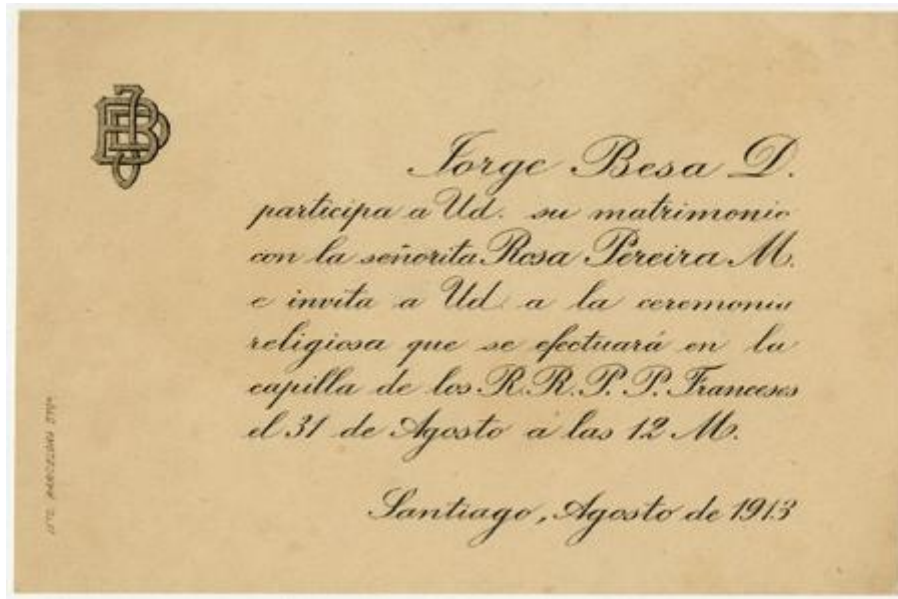 Jorge Besa D.
participa a Ud. su matrimonio
con la señorita Rosa Pereira M.
e invita a Ud. a la ceremonia
religiosa que se efectuará en la
capilla de los R.R.P.P. Franceses
el 31 de Agosto a las 12 M.
Santiago, Agosto de 1913
BARCELONA